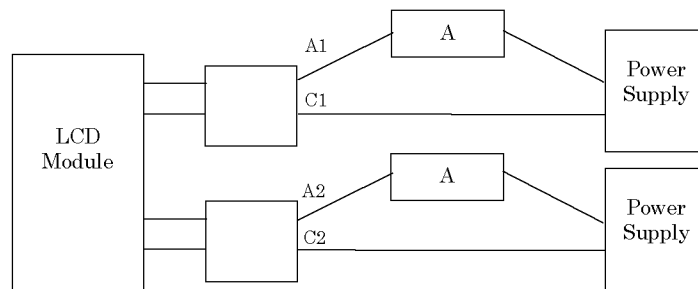 A1
A
Power
Supply
C1
LCD
Module
A2
A
Power
Supply
C2